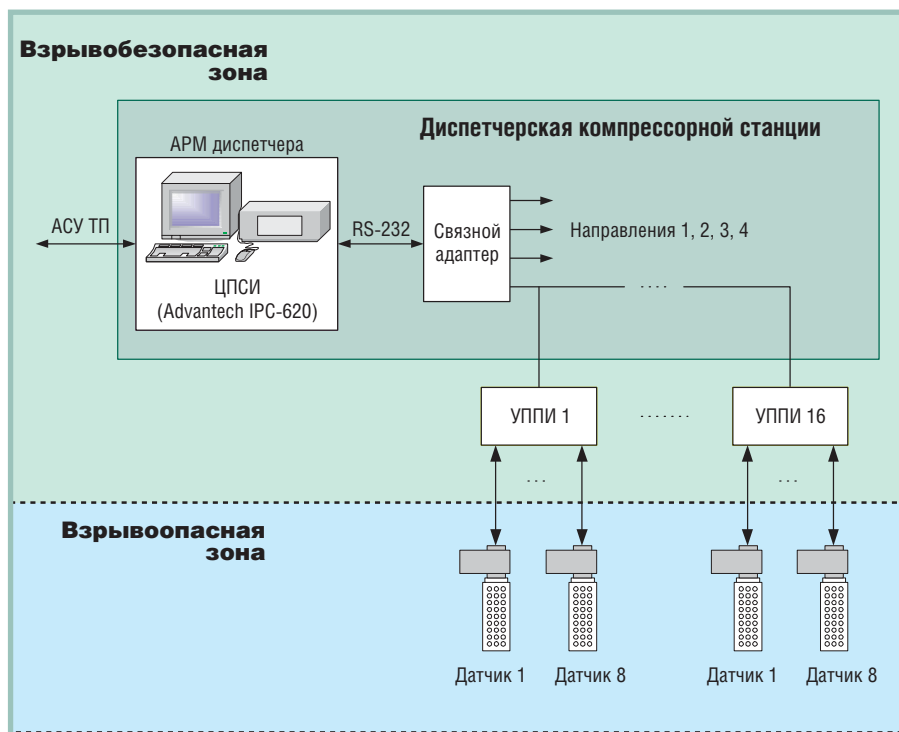 Взрывобезопасная
зона
Диспетчерская компрессорной станции
АРМ диспетчера
АСУ ТП
RS-232
Связной
адаптер
Направления 1, 2, 3, 4
ЦПСИ
(Advantech IPC-620)
....
УППИ 1
.......
УППИ 16
...
...
Взрывоопасная
зона
Датчик 1
Датчик 8
Датчик 1
Датчик 8